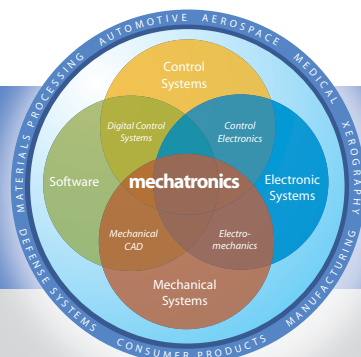 MATERIALS PROCESSING AUTOMOTIVE AEROSPACE MEDICAL XEROGRAPHY
Control
Systems
Digital Control
Systems
Control
Electronics
Software
mechatronics
Electronic
Systems
Mechanical
CAD
Electro-
mechanics
Mechanical
Systems
DEFENSE SYSTEMS CONSUMER PRODUCTS MANUFACTURING